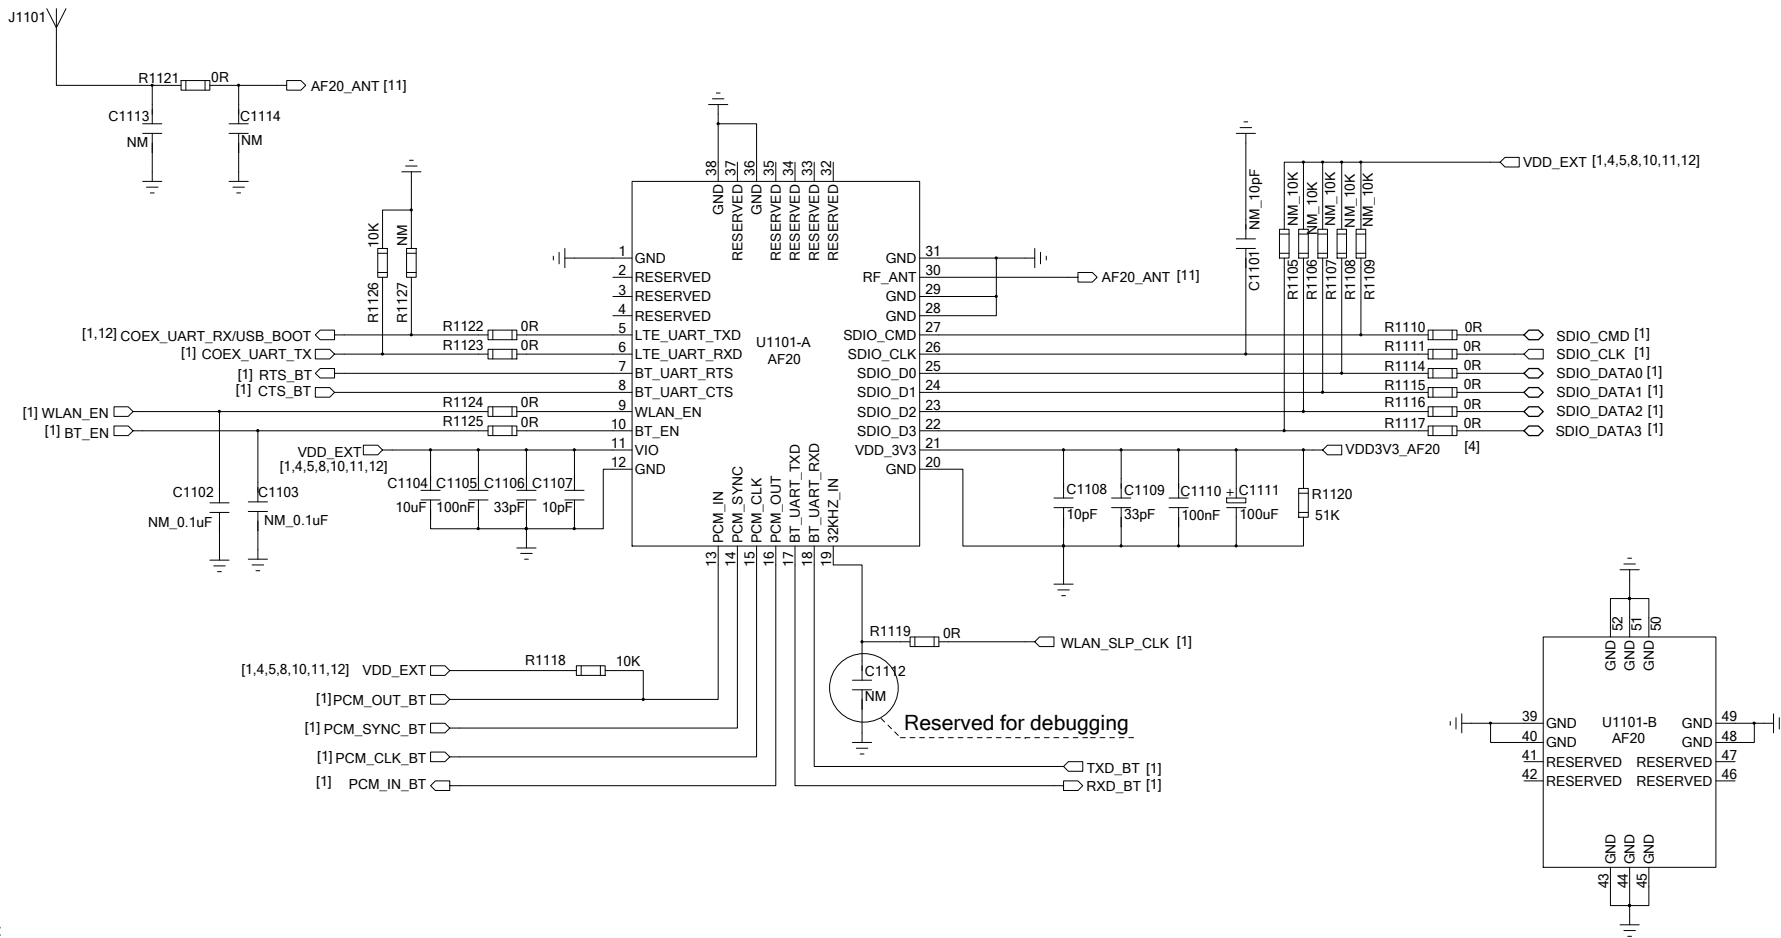 J1101
R1121 0R
AF20_ANT [11]
C1113
NM
C1114
NM
38 37 36 35 34 33 32
GND RESERVED GND RESERVED RESERVED RESERVED RESERVED
10K
NM
R1126
R1127
[1,12] COEX_UART_RX/USB_BOOT
[1] COEX_UART_TX
[1] RTS_BT
[1] CTS_BT
[1] WLAN_EN
[1] BT_EN
R1122 0R
R1123 0R
R1124 0R
R1125 0R
VDD_EXT
[1,4,5,8,10,11,12]
C1102
NM_0.1uF
C1103
NM_0.1uF
C1104
10uF
C1105
100nF
C1106
33pF
C1107
10pF
1 GND
2 RESERVED
3 RESERVED
4 RESERVED
5 LTE_UART_TXD
6 LTE_UART_RXD
7 BT_UART_RTS
8 BT_UART_CTS
9 WLAN_EN
10 BT_EN
11 VIO
12 GND
U1101-A
AF20
GND 31
RF_ANT 30
GND 29
GND 28
SDIO_CMD 27
SDIO_CLK 26
SDIO_D0 25
SDIO_D1 24
SDIO_D2 23
SDIO_D3 22
VDD_3V3 21
GND 20
PCM_IN PCM_SYNC PCM_CLK PCM_OUT BT_UART_TXD BT_UART_RXD 32KHZ_IN
13 14 15 16 17 18 19
AF20_ANT [11]
C1101 NM_10pF
NM_10K
NM_10K
NM_10K
NM_10K
NM_10K
R1105
R1106
R1107
R1108
R1109
VDD_EXT [1,4,5,8,10,11,12]
R1110 0R SDIO_CMD [1]
R1111 0R SDIO_CLK [1]
R1114 0R SDIO_DATA0 [1]
R1115 0R SDIO_DATA1 [1]
R1116 0R SDIO_DATA2 [1]
R1117 0R SDIO_DATA3 [1]
VDD3V3_AF20 [4]
C1108
10pF
C1109
33pF
C1110
100nF
+ C1111
100uF
R1120
51K
R1119 0R
WLAN_SLP_CLK [1]
C1112
NM
Reserved for debugging
[1,4,5,8,10,11,12] VDD_EXT
R1118 10K
[1] PCM_OUT_BT
[1] PCM_SYNC_BT
[1] PCM_CLK_BT
[1] PCM_IN_BT
TXD_BT [1]
RXD_BT [1]
52 51 50
GND GND GND
39 GND
40 GND
41 RESERVED
42 RESERVED
U1101-B
AF20
GND 49
GND 48
RESERVED 47
RESERVED 46
GND GND GND
43 44 45